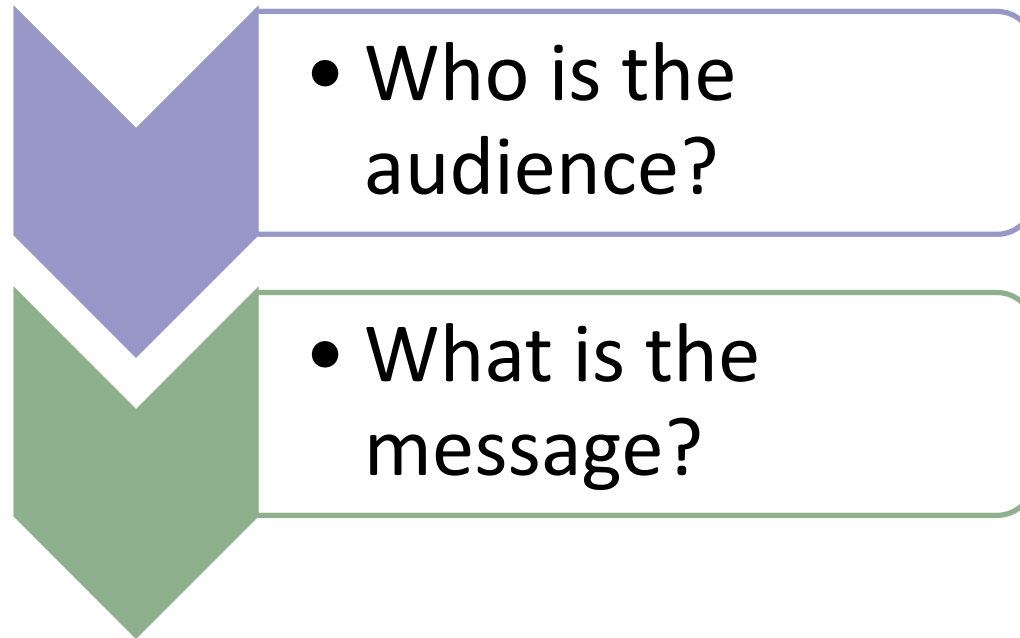 • Who is the
audience?
• What is the
message?